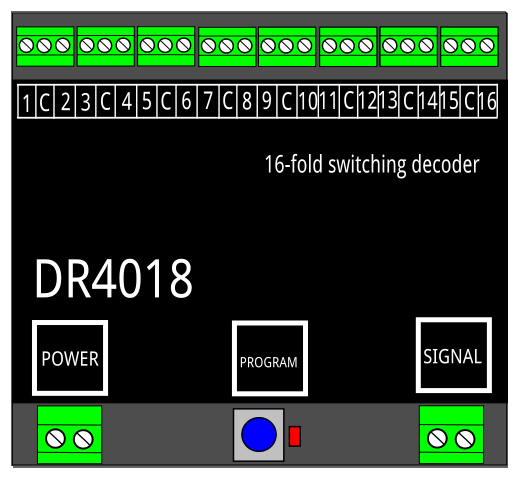 1 C 2 3 C 4 5 C 6 7 C 8 9 C 10 11 C 12 13 C 14 15 C 16
16-fold switching decoder
DR4018
POWER PROGRAM SIGNAL